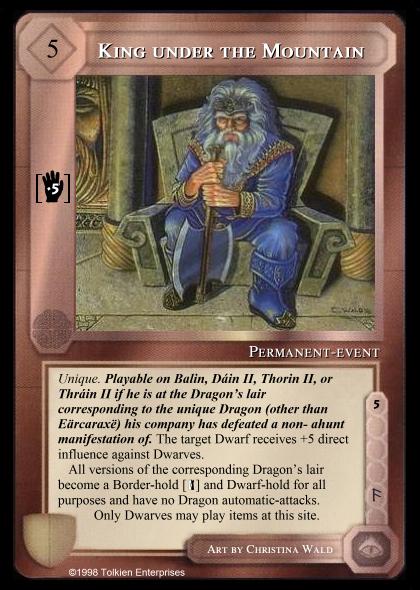 5
KING UNDER THE MOUNTAIN
[5]
C.WALD
PERMANENT-EVENT
Unique. Playable on Balin, Dáin II, Thorin II, or
Thráin II if he is at the Dragon's lair
corresponding to the unique Dragon (other than
Eärcaraxë) his company has defeated a non- ahunt
manifestation of. The target Dwarf receives +5 direct
influence against Dwarves.
All versions of the corresponding Dragon's lair
become a Border-hold [ ] and Dwarf-hold for all
purposes and have no Dragon automatic-attacks.
Only Dwarves may play items at this site.
5
ART BY CHRISTINA WALD
©1998 Tolkien Enterprises